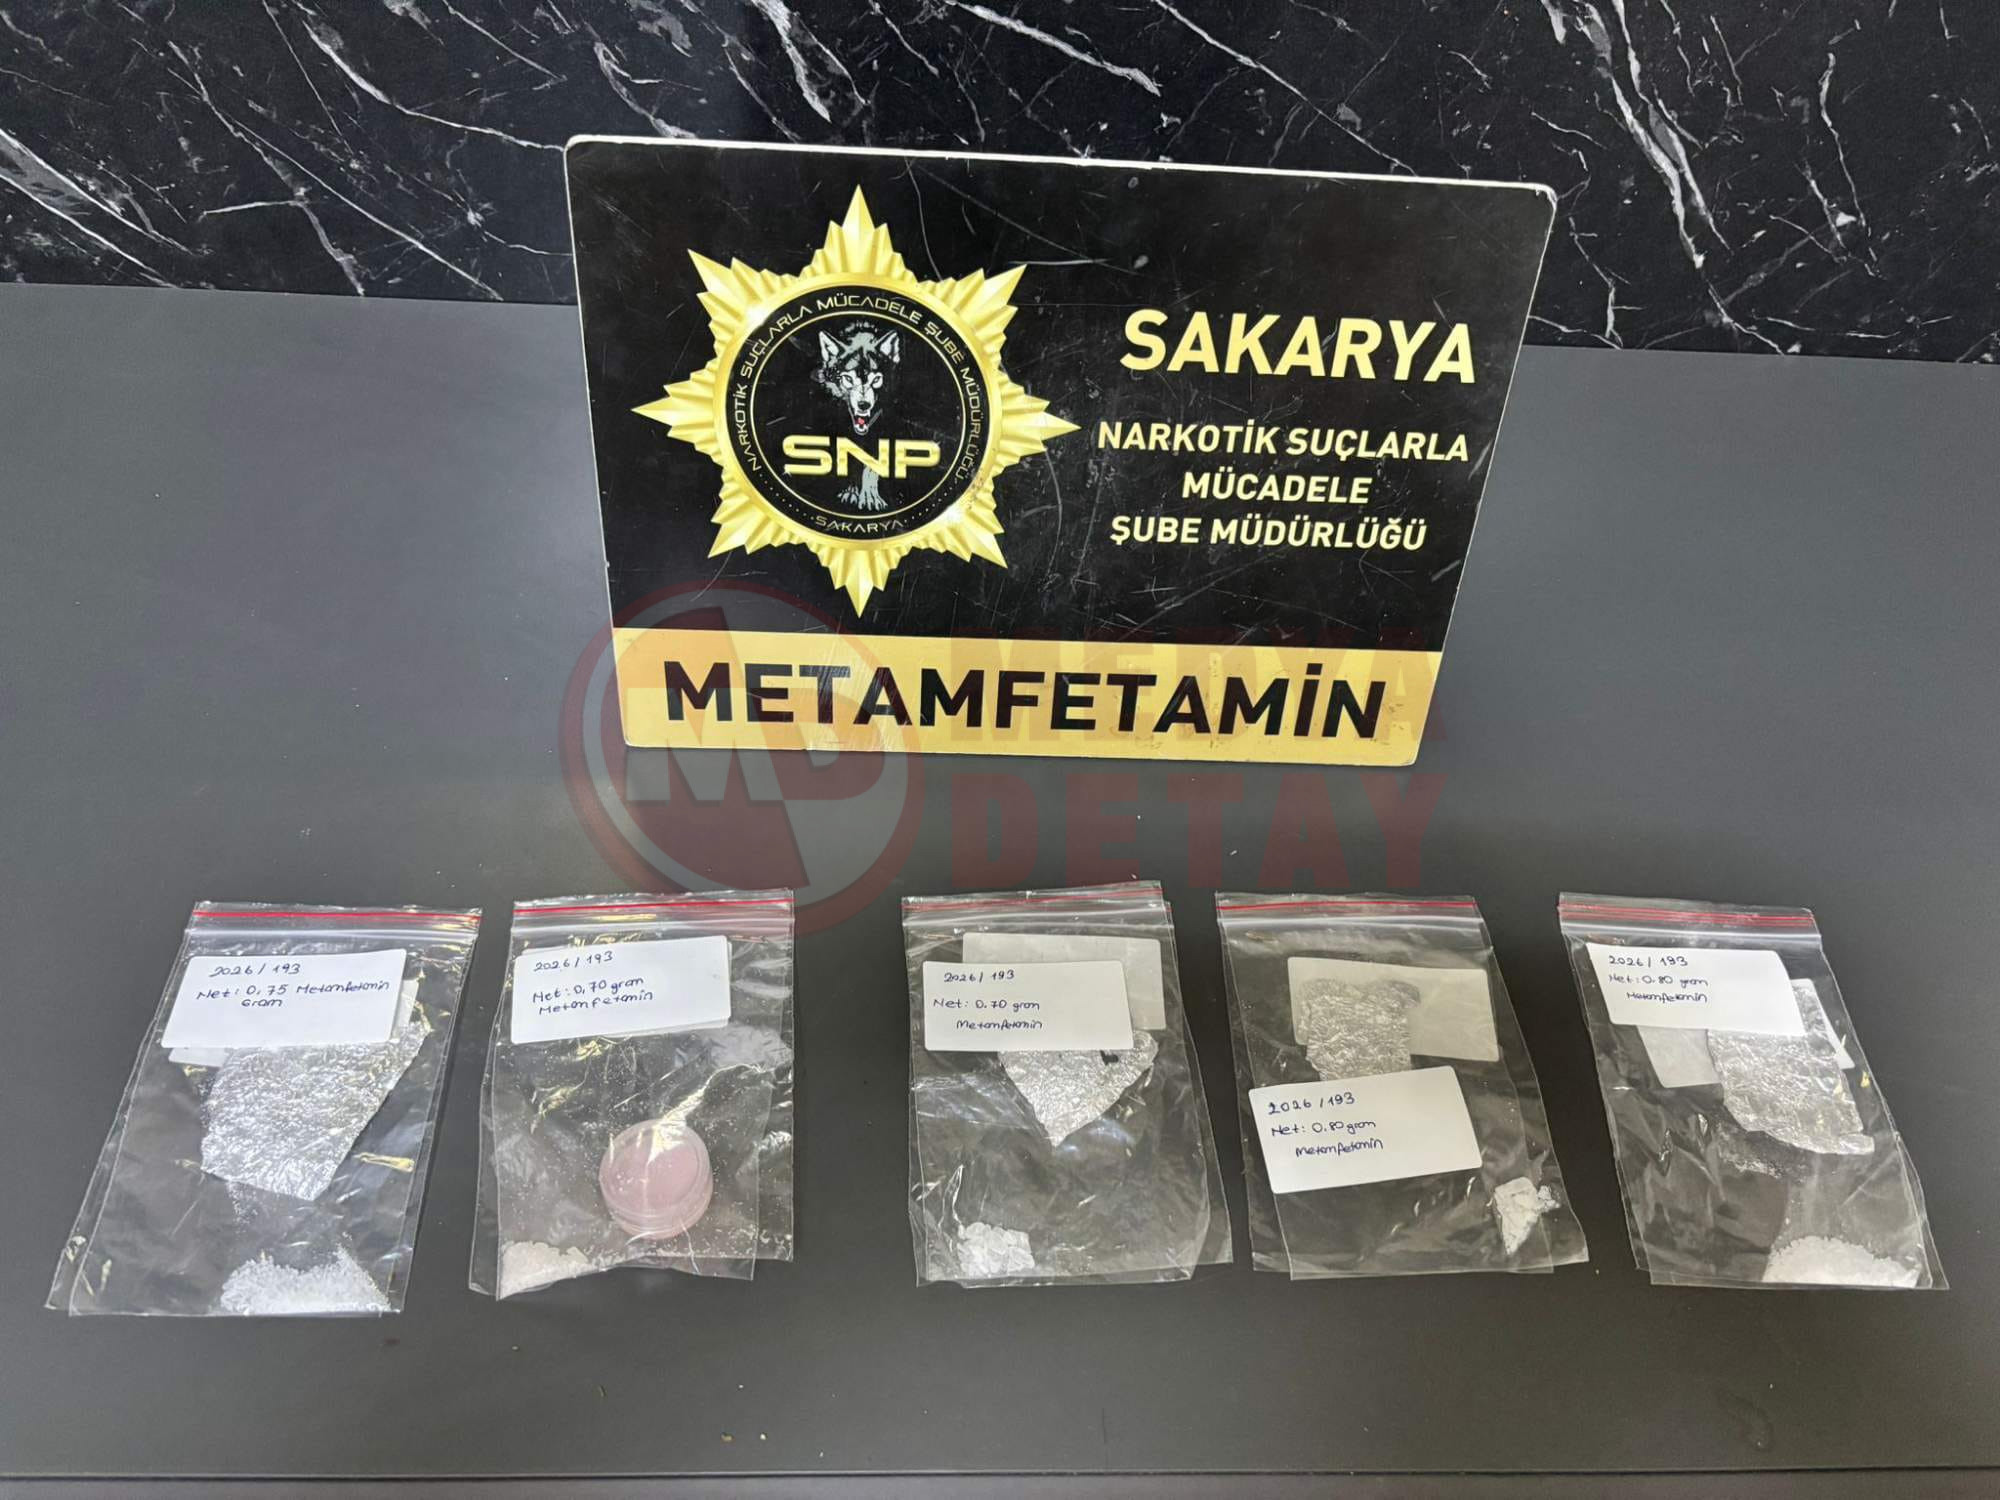 NARKOTİK SUÇLARLA MÜCADELE ŞUBE MÜDÜRLÜĞÜ
SNP
SAKARYA
SAKARYA
NARKOTİK SUÇLARLA
MÜCADELE
ŞUBE MÜDÜRLÜĞÜ
METAMFETAMİN
MD
MEDYA
DETAY
2026/193
Net: 0,75 Metamfetamin
Gram
2026/193
Net: 0,70 gram
Metamfetamin
2026/193
Net: 0.70 gram
Metamfetamin
2026/193
Net: 0.80 gram
Metamfetamin
2026/193
Net: 0.80 gram
Metamfetamin